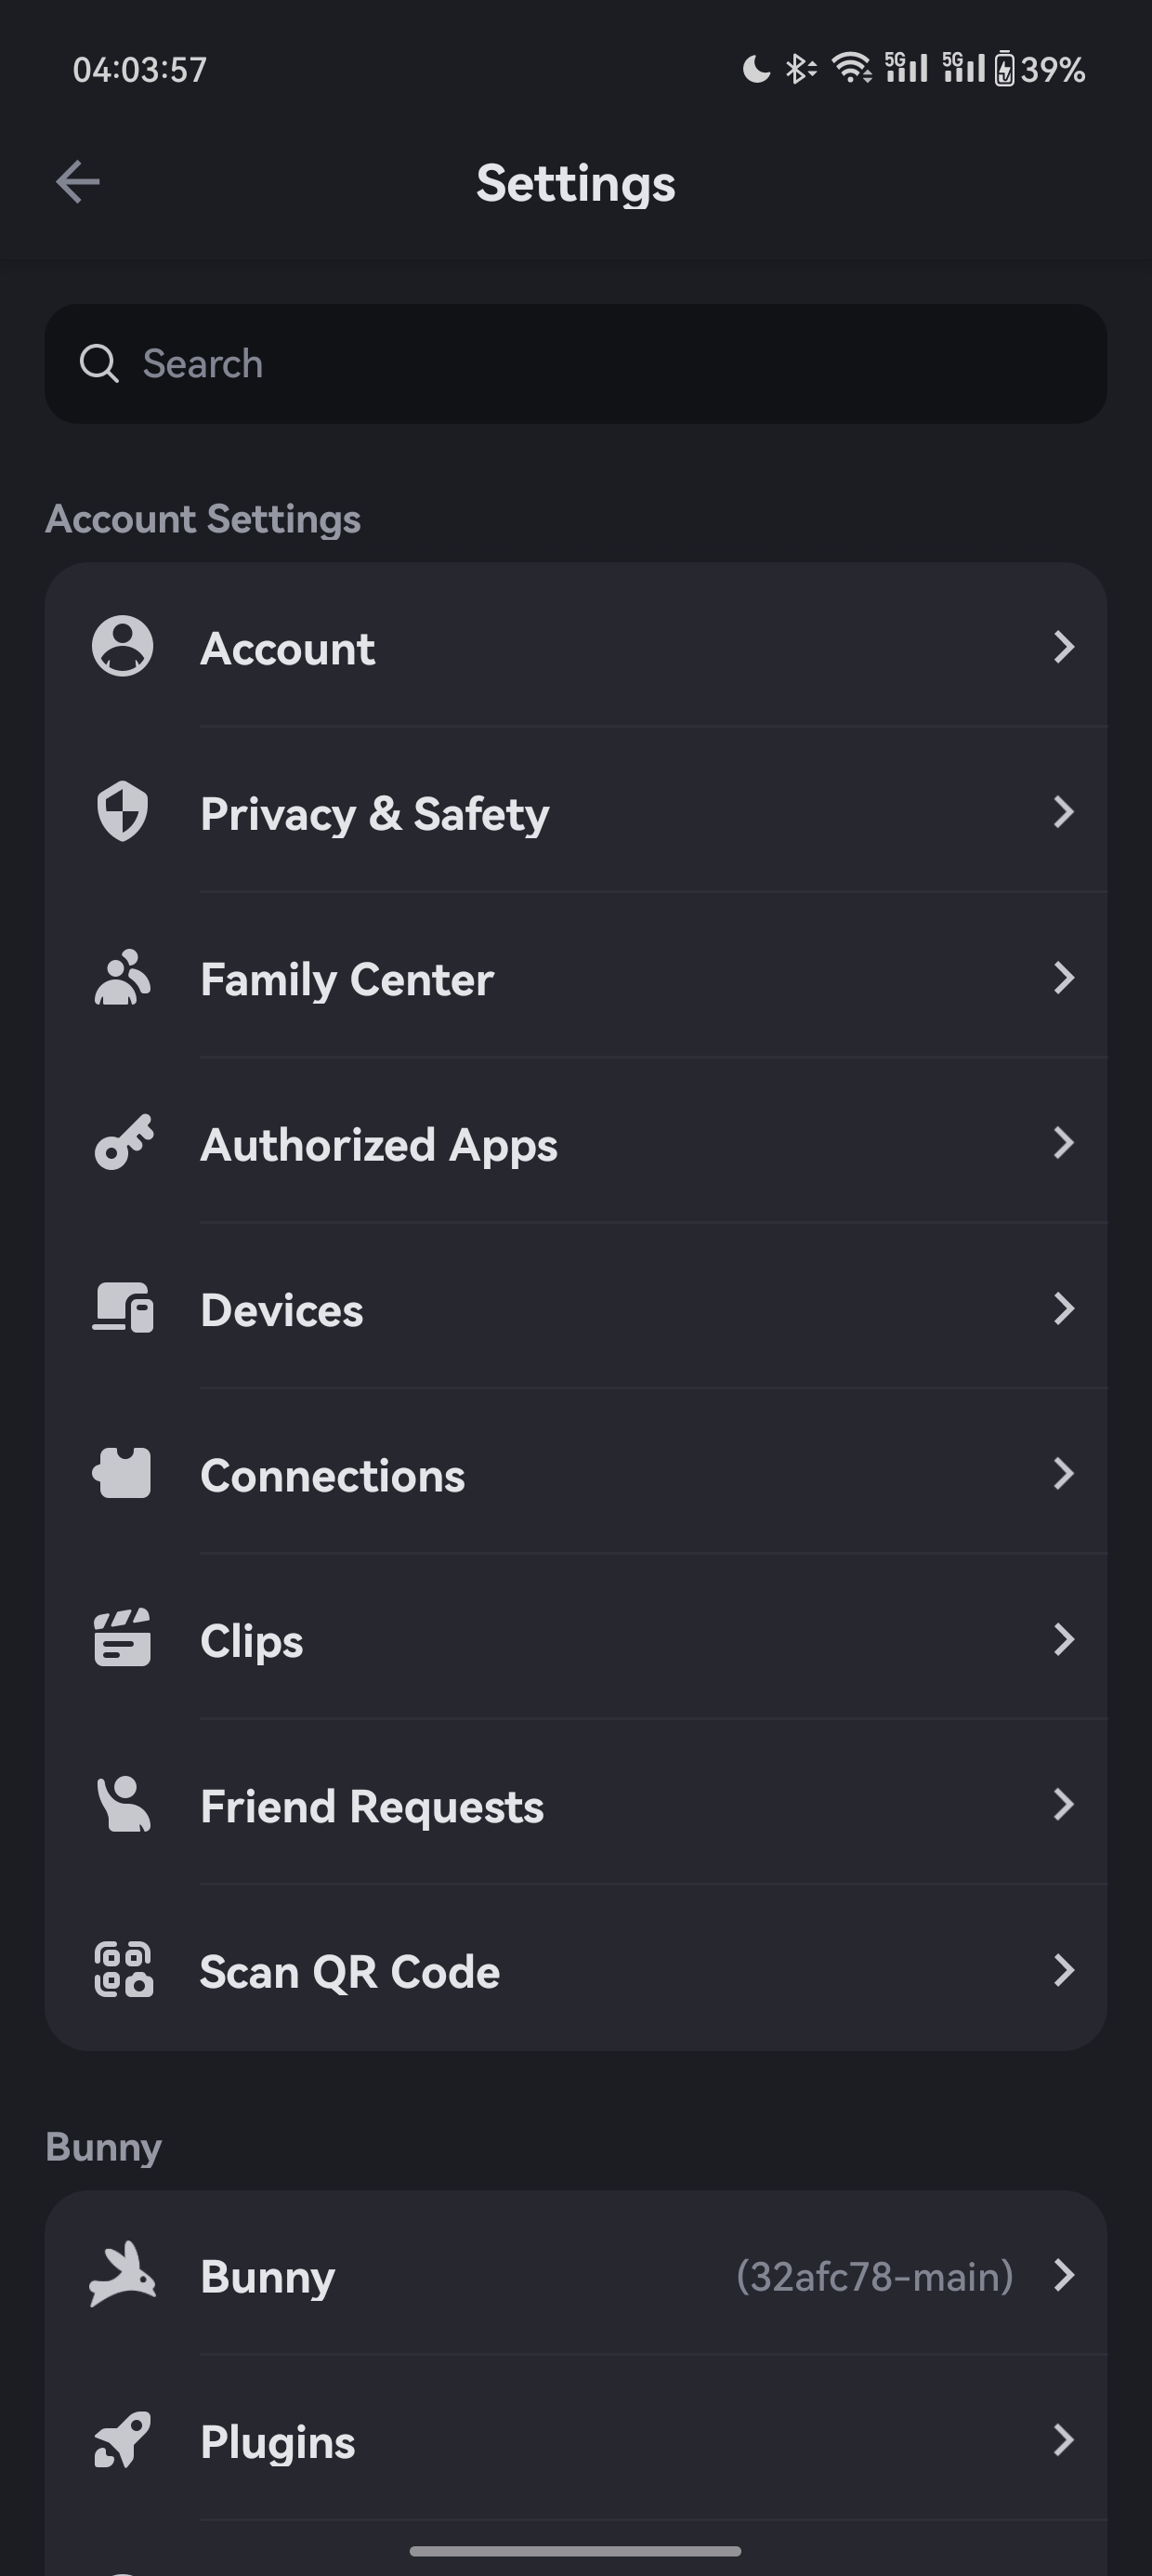 04:03:57
5G 5G 39%
Settings
Search
Account Settings
Account
Privacy & Safety
Family Center
Authorized Apps
Devices
Connections
Clips
Friend Requests
Scan QR Code
Bunny
Bunny (32afc78-main)
Plugins